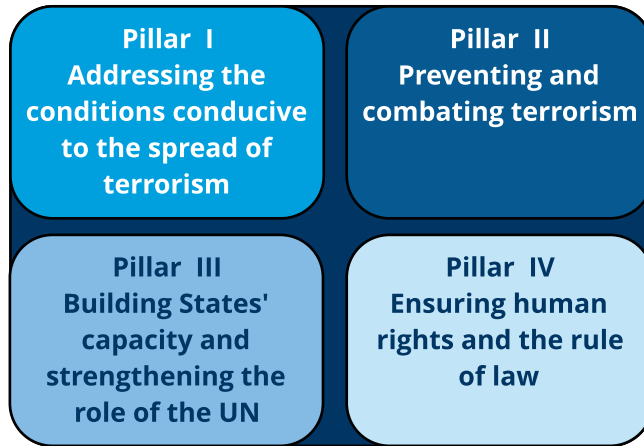 Pillar I
Addressing the
conditions conducive
to the spread of
terrorism
Pillar II
Preventing and
combating terrorism
Pillar III
Building States'
capacity and
strengthening the
role of the UN
Pillar IV
Ensuring human
rights and the rule
of law